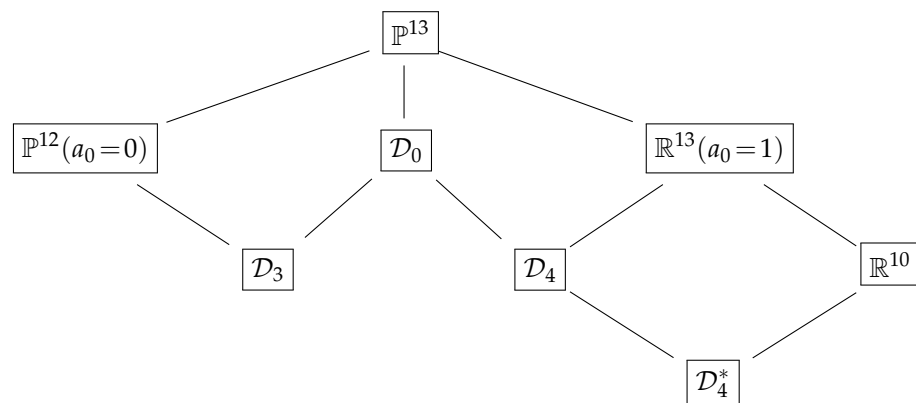 ℙ¹³
ℙ¹²(a₀=0) 𝒟₀ ℝ¹³(a₀=1)
𝒟₃ 𝒟₄ ℝ¹⁰
𝒟₄*